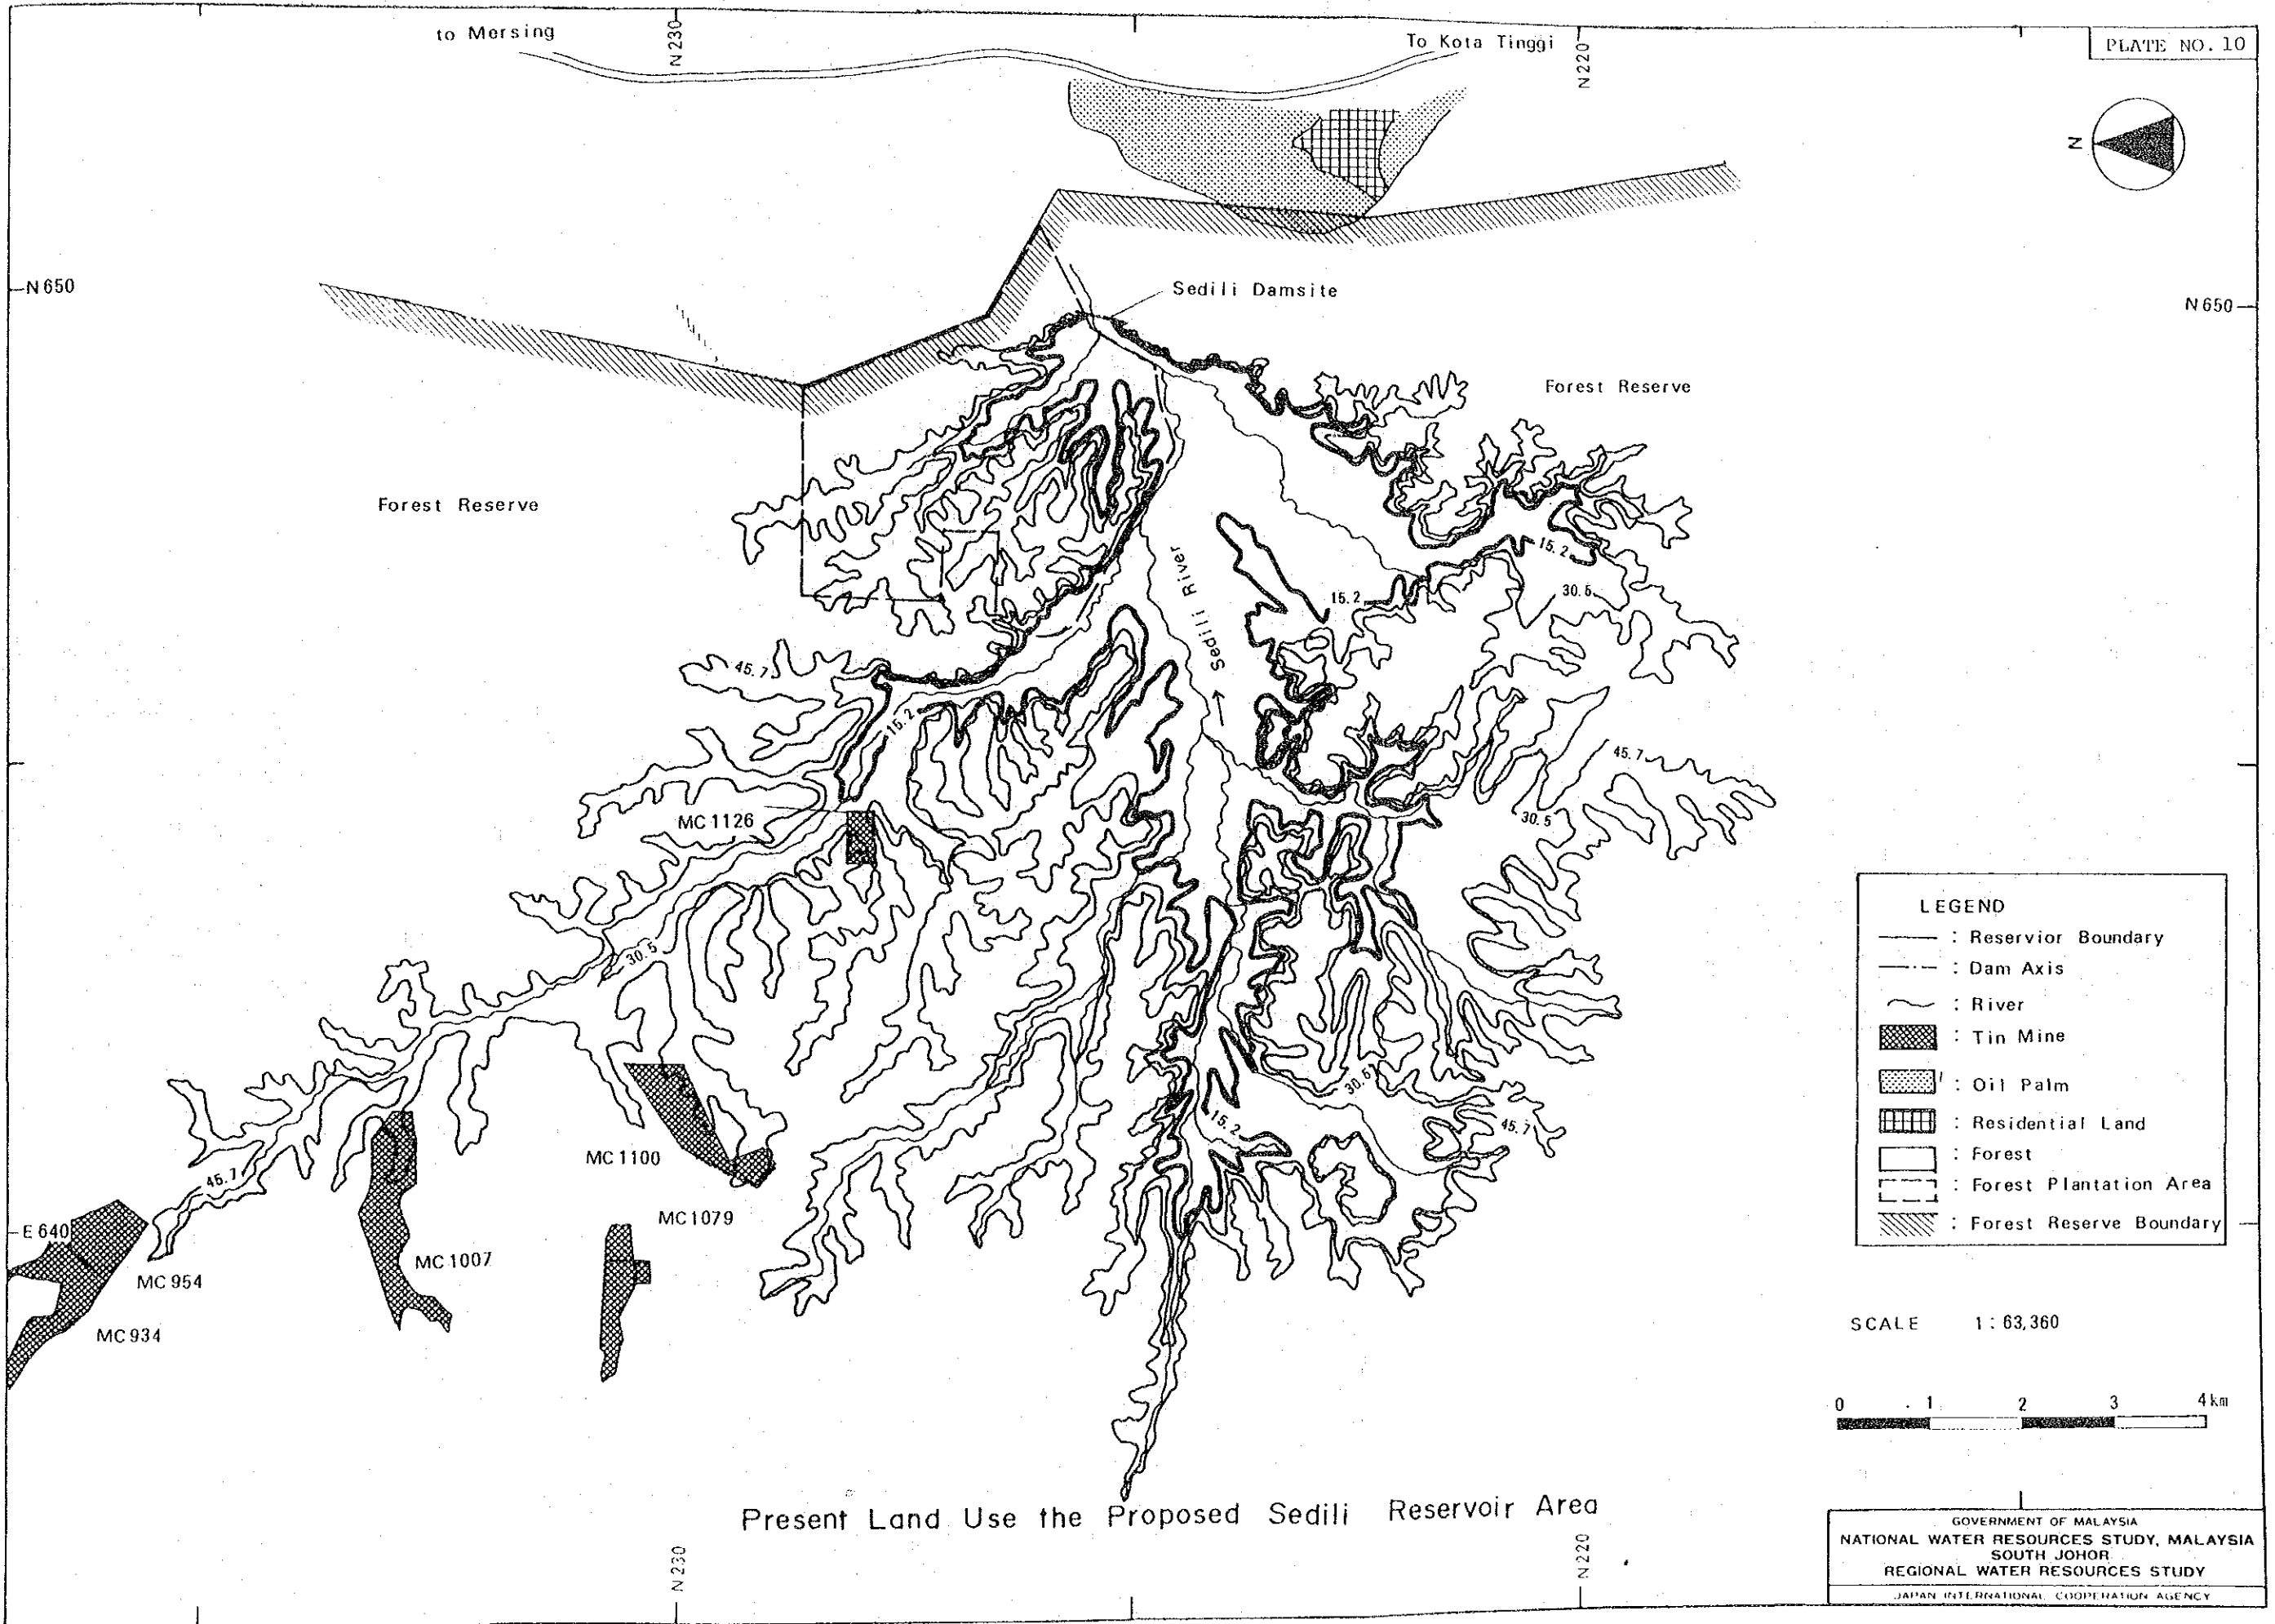 to Mersing
N230
To Kota Tinggi
N220
PLATE NO. 10
N
N 650
Sedili Damsite
N 650
Forest Reserve
Forest Reserve
15.2
30.5
15.2
Sedili River
45.7
15.2
45.7
MC 1126
30.5
30.5
30.5
15.2
45.7
MC 1100
45.7
MC 1079
E 640
MC 1007
MC 954
MC 934
LEGEND
: Reservior Boundary
: Dam Axis
: River
: Tin Mine
: Oil Palm
: Residential Land
: Forest
: Forest Plantation Area
: Forest Reserve Boundary
SCALE 1 : 63,360
0 1 2 3 4 km
Present Land Use the Proposed Sedili Reservoir Area
N 230
N 220
GOVERNMENT OF MALAYSIA
NATIONAL WATER RESOURCES STUDY, MALAYSIA
SOUTH JOHOR
REGIONAL WATER RESOURCES STUDY
JAPAN INTERNATIONAL COOPERATION AGENCY